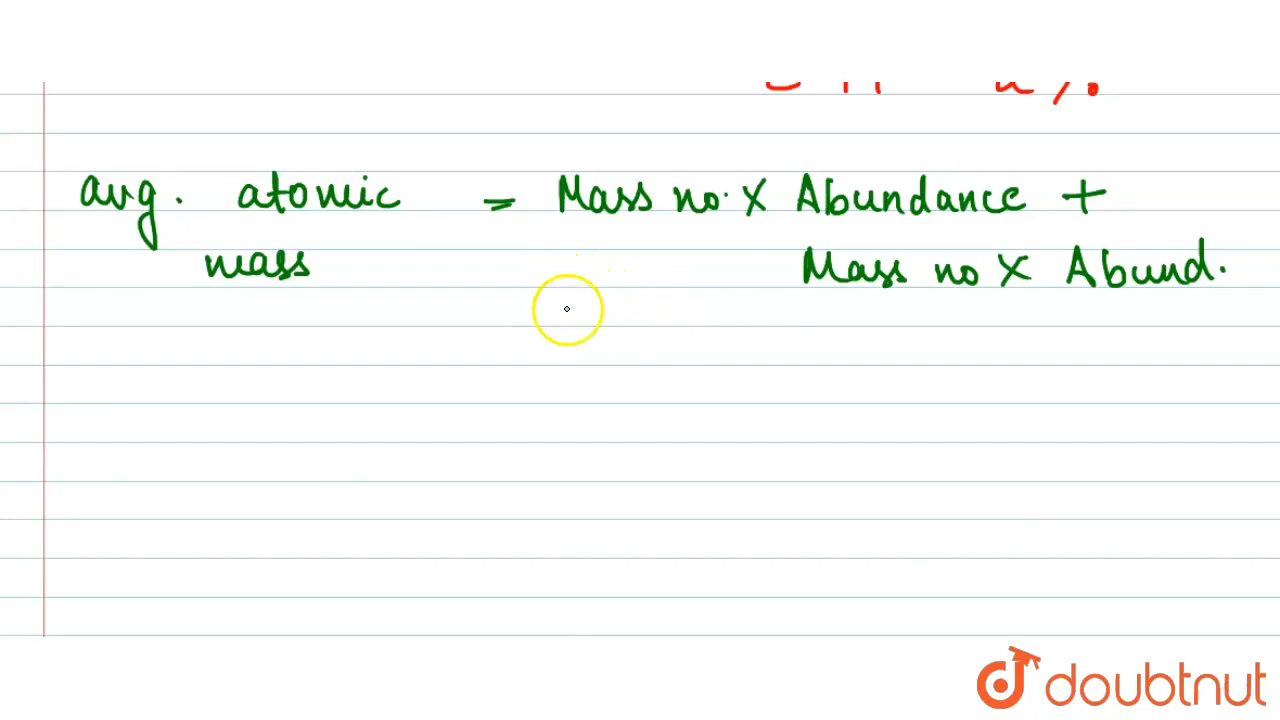 avg. atomic = Mass no. X Abundance +
mass Mass no X Abund.
doubtnut